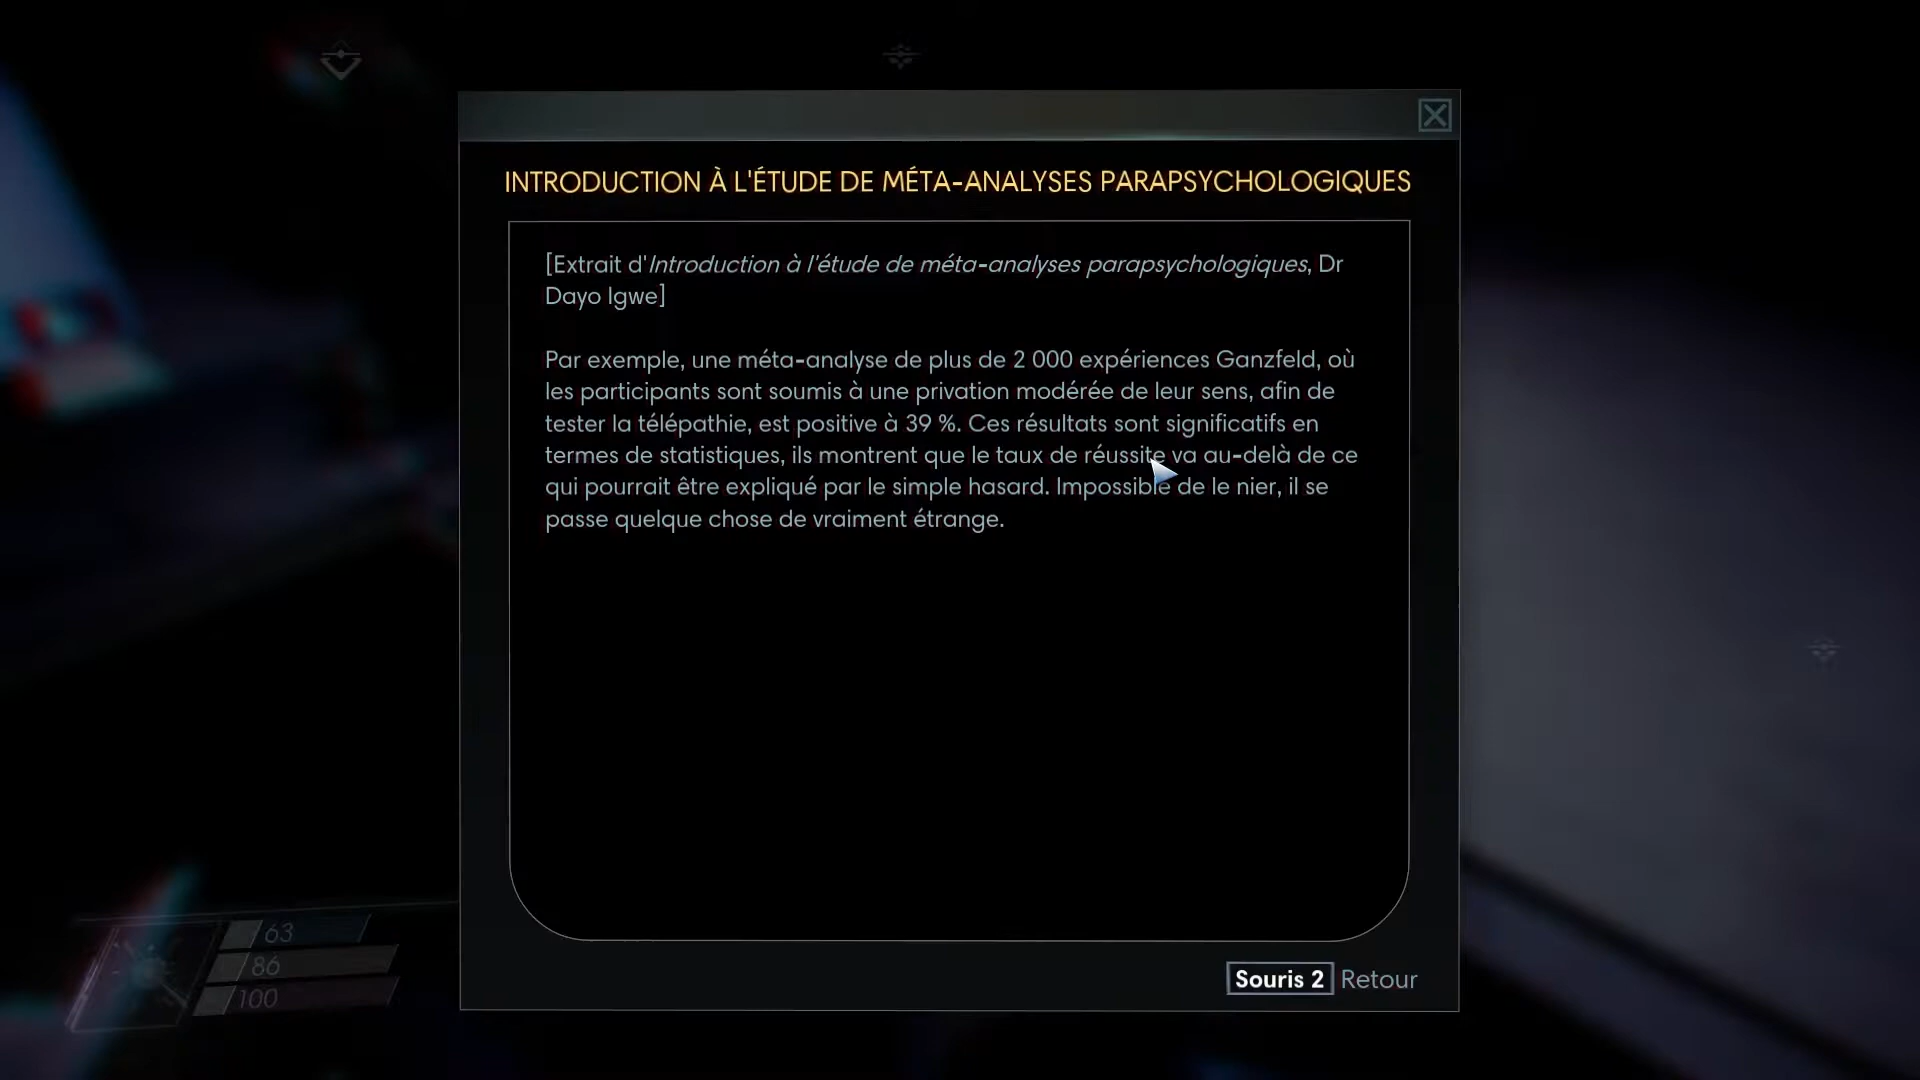 INTRODUCTION À L'ÉTUDE DE MÉTA-ANALYSES PARAPSYCHOLOGIQUES
[Extrait d'Introduction à l'étude de méta-analyses parapsychologiques, Dr
Dayo Igwe]
Par exemple, une méta-analyse de plus de 2 000 expériences Ganzfeld, où
les participants sont soumis à une privation modérée de leur sens, afin de
tester la télépathie, est positive à 39 %. Ces résultats sont significatifs en
termes de statistiques, ils montrent que le taux de réussite va au-delà de ce
qui pourrait être expliqué par le simple hasard. Impossible de le nier, il se
passe quelque chose de vraiment étrange.
63
86
100
Souris 2 Retour